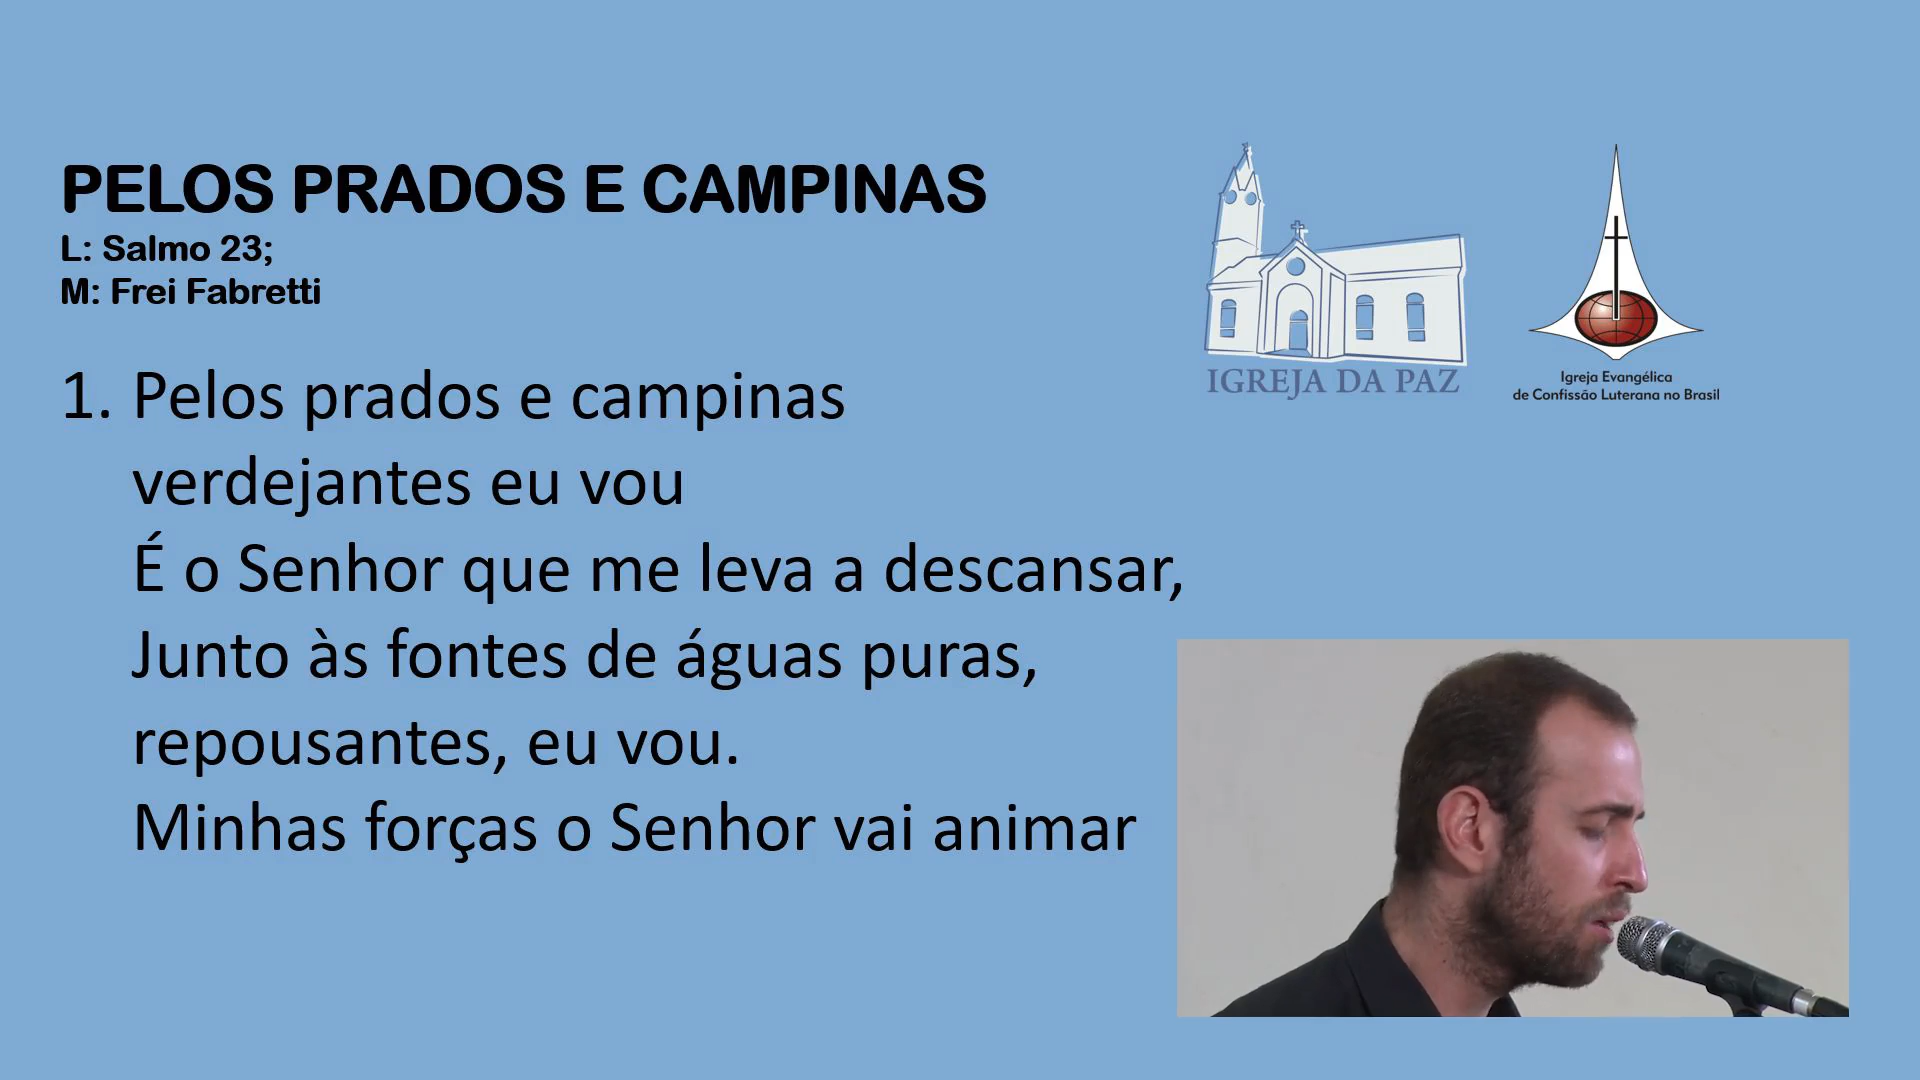 PELOS PRADOS E CAMPINAS
L: Salmo 23;
M: Frei Fabretti
1. Pelos prados e campinas
verdejantes eu vou
É o Senhor que me leva a descansar,
Junto às fontes de águas puras,
repousantes, eu vou.
Minhas forças o Senhor vai animar
IGREJA DA PAZ
Igreja Evangélica
de Confissão Luterana no Brasil